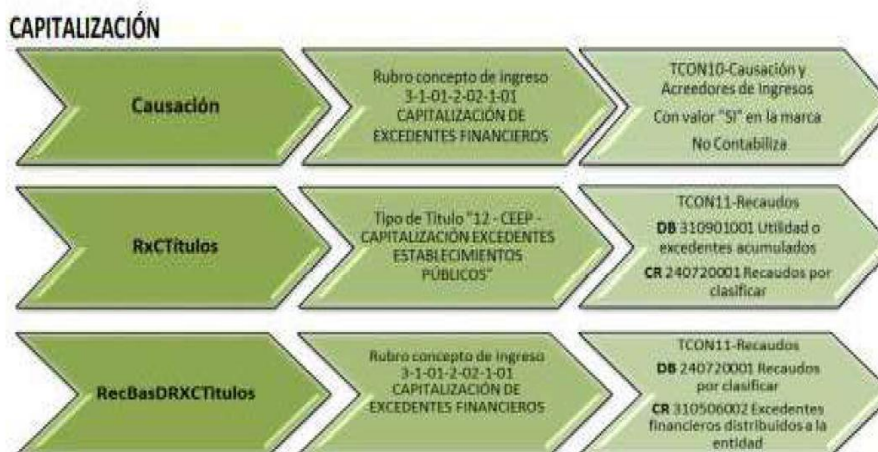 CAPITALIZACIÓN
Causación
Rubro concepto de ingreso
3-1-01-2-02-1-01
CAPITALIZACIÓN DE
EXCEDENTES FINANCIEROS
TCON10-Causación y
Acreedores de Ingresos
Con valor "SI" en la marca
No Contabiliza
RxCTítulos
Tipo de Titulo "12 - CEEP -
CAPITALIZACIÓN EXCEDENTES
ESTABLECIMIENTOS
PÚBLICOS"
TCON11-Recaudos
DB 310901001 Utilidad o
excedentes acumulados
CR 240720001 Recaudos por
clasificar
RecBasDRXCTitulos
Rubro concepto de ingreso
3-1-01-2-02-1-01
CAPITALIZACIÓN DE
EXCEDENTES FINANCIEROS
TCON11-Recaudos
DB 240720001 Recaudos
por clasificar
CR 310506002 Excedentes
financieros distribuidos a la
entidad